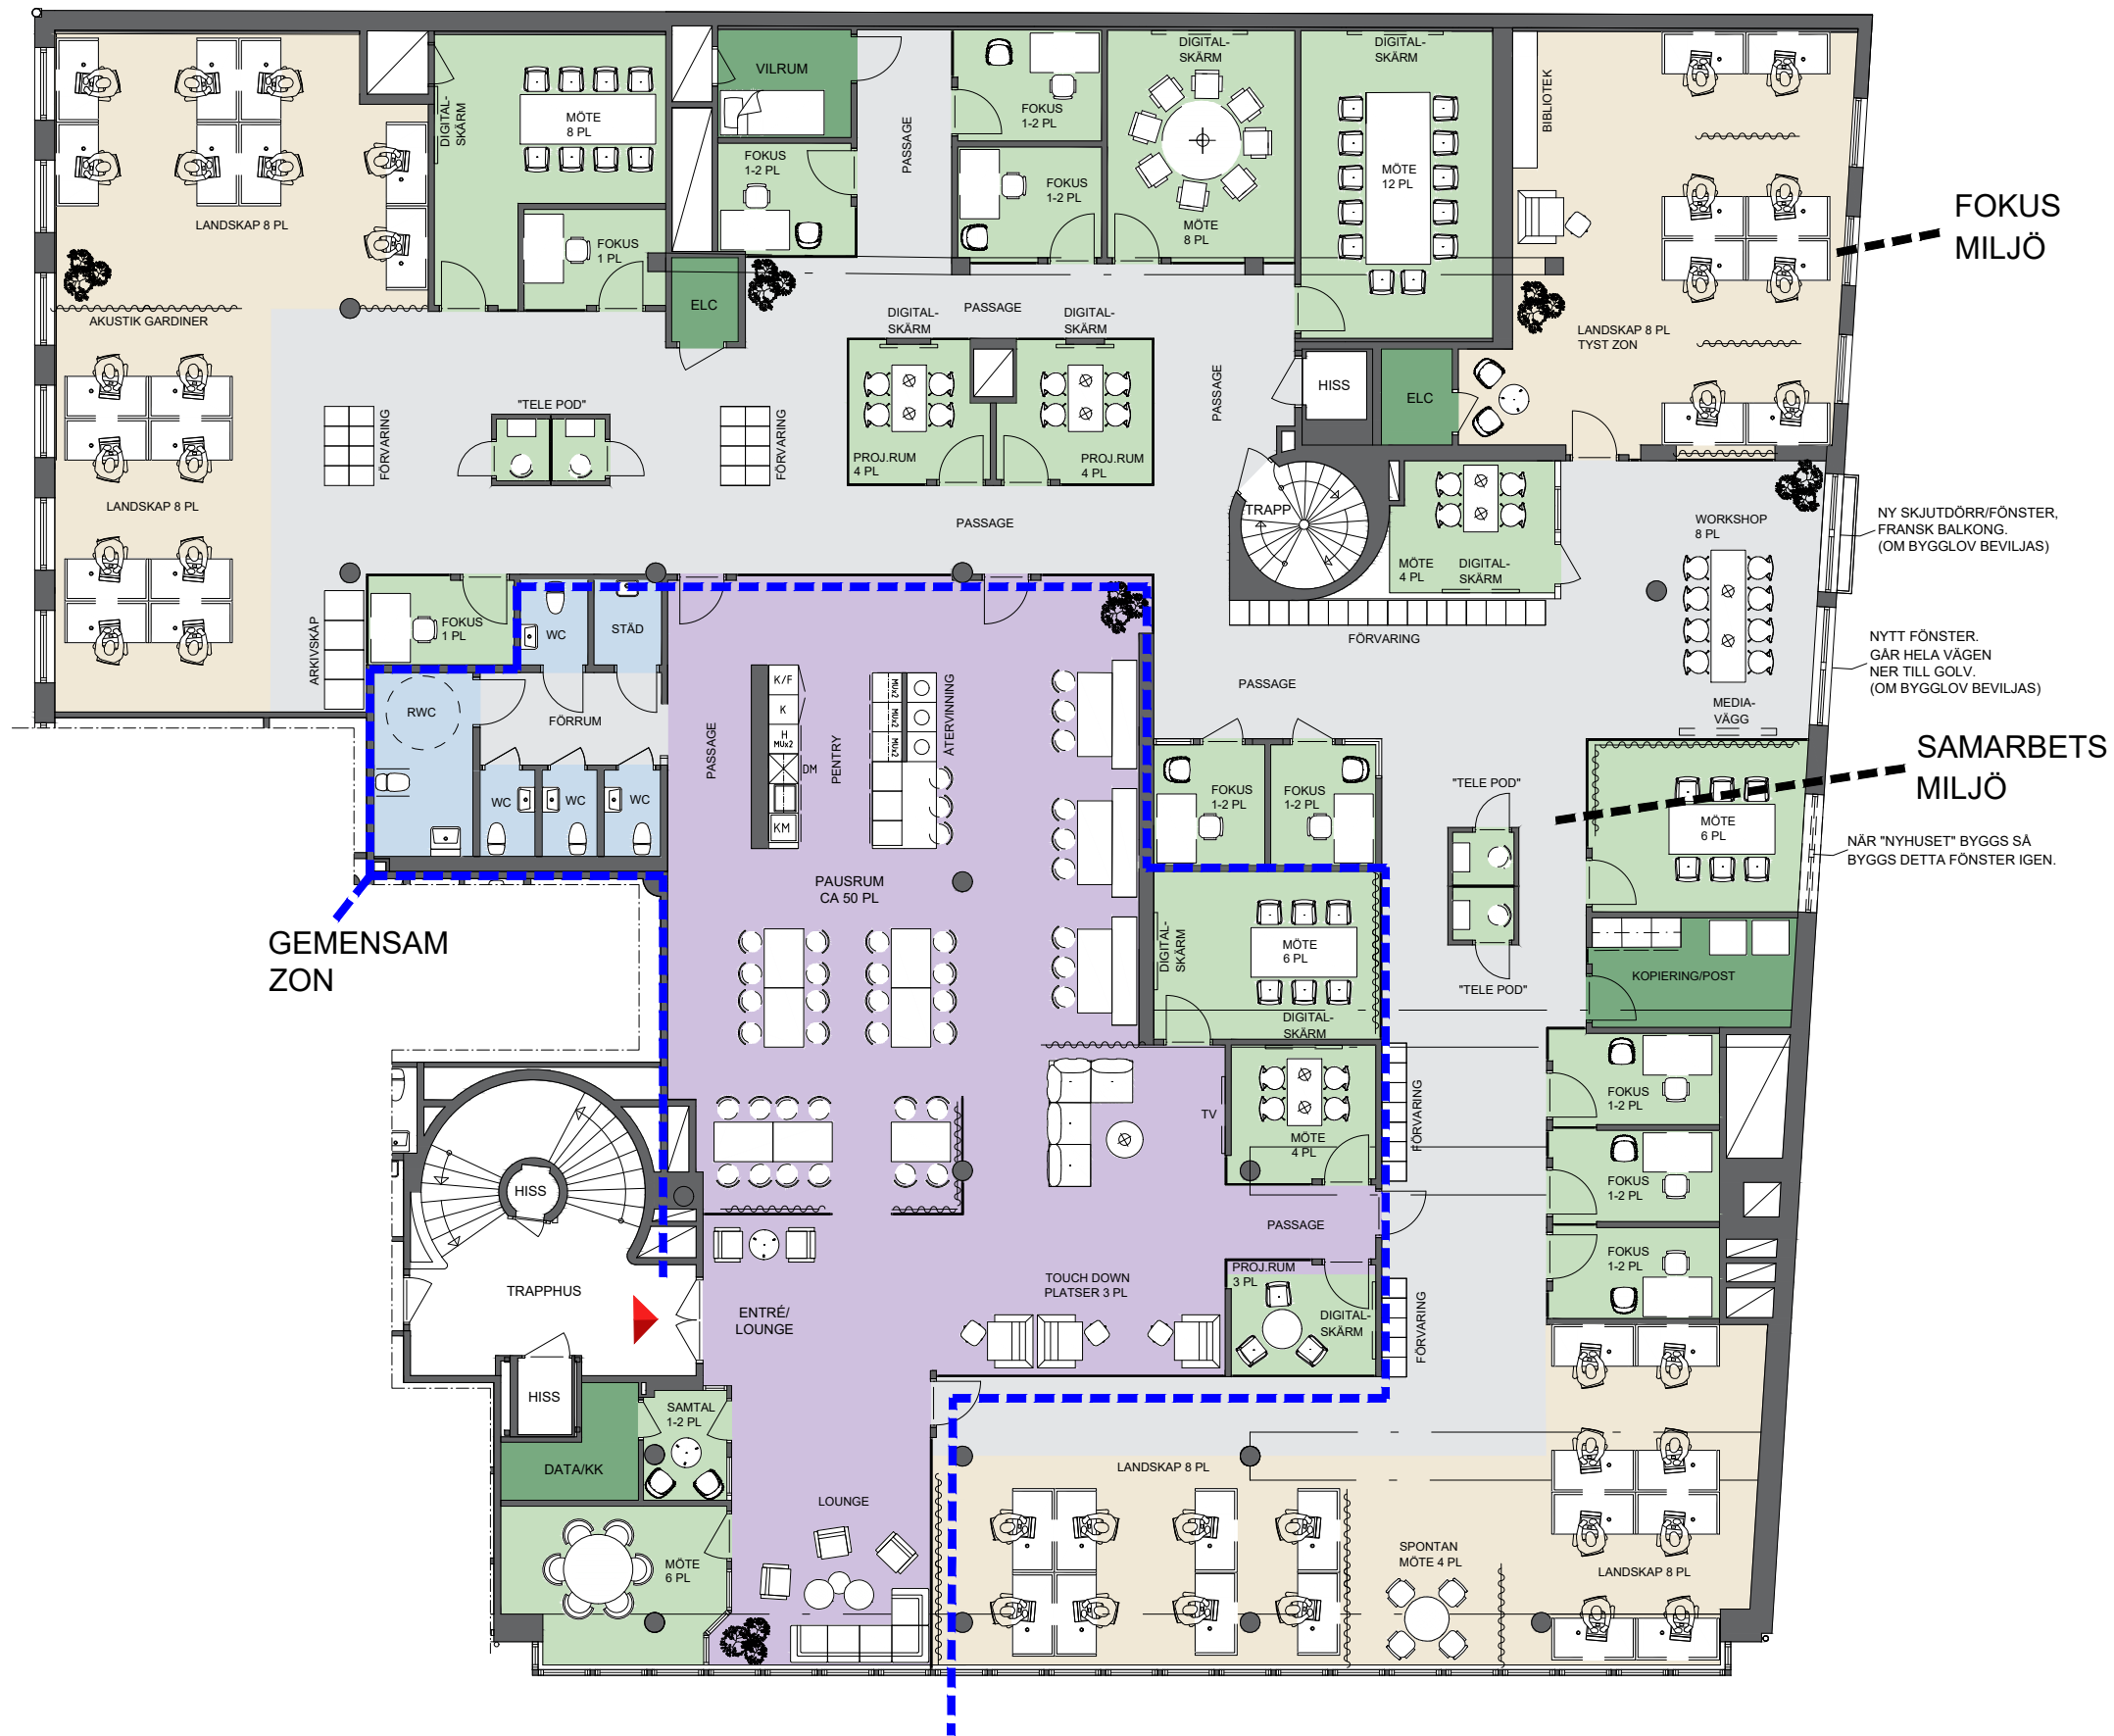 VILRUM
DIGITAL-
SKÄRM
DIGITAL-
SKÄRM
DIGITAL-
SKÄRM
MÖTE
8 PL
FOKUS
1-2 PL
BIBLIOTEK
PASSAGE
FOKUS
1-2 PL
FOKUS
1-2 PL
MÖTE
12 PL
LANDSKAP 8 PL
MÖTE
8 PL
FOKUS
1 PL
FOKUS
MILJÖ
ELC
AKUSTIK GARDINER
DIGITAL-
SKÄRM
PASSAGE
DIGITAL-
SKÄRM
LANDSKAP 8 PL
TYST ZON
PASSAGE
HISS
ELC
"TELE POD"
FÖRVARING
FÖRVARING
PROJ.RUM
4 PL
PROJ.RUM
4 PL
LANDSKAP 8 PL
PASSAGE
TRAPP
WORKSHOP
8 PL
NY SKJUTDÖRR/FÖNSTER,
FRANSK BALKONG.
(OM BYGGLOV BEVILJAS)
MÖTE
4 PL
DIGITAL-
SKÄRM
FOKUS
1 PL
WC
STÄD
FÖRVARING
ARKIVSKÅP
NYTT FÖNSTER.
GÅR HELA VÄGEN
NER TILL GOLV.
(OM BYGGLOV BEVILJAS)
PASSAGE
RWC
FÖRRUM
K/F
K
H
MUx2
DM
KM
MUx2
MUx2
MUx2
PASSAGE
PENTRY
ÅTERVINNING
MEDIA-
VÄGG
SAMARBETS
MILJÖ
WC
WC
WC
FOKUS
1-2 PL
FOKUS
1-2 PL
"TELE POD"
MÖTE
6 PL
NÄR "NYHUSET" BYGGS SÅ
BYGGS DETTA FÖNSTER IGEN.
PAUSRUM
CA 50 PL
GEMENSAM
ZON
DIGITAL-
SKÄRM
MÖTE
6 PL
DIGITAL-
SKÄRM
"TELE POD"
KOPIERING/POST
FOKUS
1-2 PL
TV
MÖTE
4 PL
FÖRVARING
FOKUS
1-2 PL
HISS
PASSAGE
FOKUS
1-2 PL
TRAPPHUS
ENTRÉ/
LOUNGE
TOUCH DOWN
PLATSER 3 PL
PROJ.RUM
3 PL
DIGITAL-
SKÄRM
FÖRVARING
HISS
SAMTAL
1-2 PL
DATA/KK
LANDSKAP 8 PL
LOUNGE
MÖTE
6 PL
SPONTAN
MÖTE 4 PL
LANDSKAP 8 PL